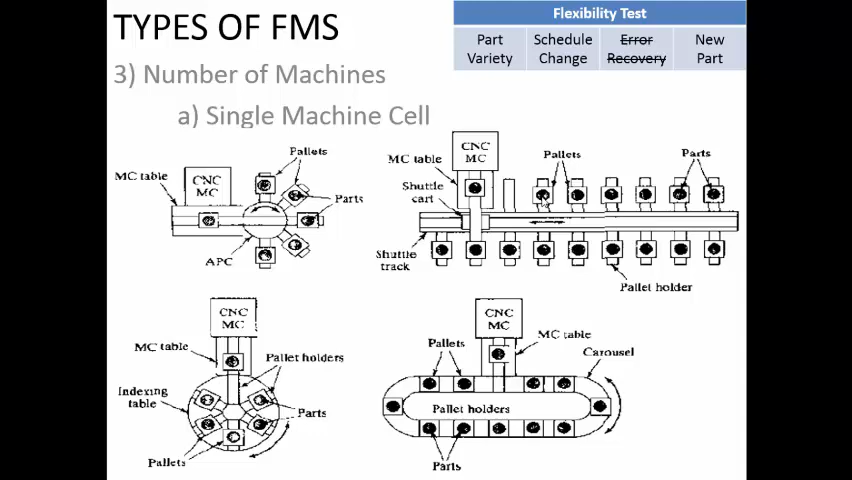 TYPES OF FMS
3) Number of Machines
a) Single Machine Cell
Flexibility Test
Part Variety
Schedule Change
Error Recovery
New Part
MC table
CNC
MC
Pallets
Parts
APC
MC table
CNC
MC
Shuttle
cart
Pallets
Parts
Shuttle
track
Pallet holder
CNC
MC
MC table
Pallet holders
Indexing
table
Parts
Pallets
CNC
MC
Pallets
MC table
Carousel
Pallet holders
Parts